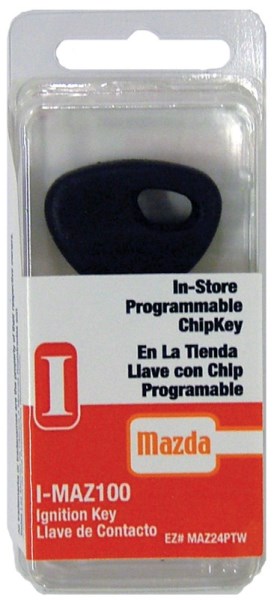 In-Store
Programmable
ChipKey
En La Tienda
Llave con Chip
Programable
I
mazda
I-MAZ100
Ignition Key
Llave de Contacto
EZ# MAZ24PTW